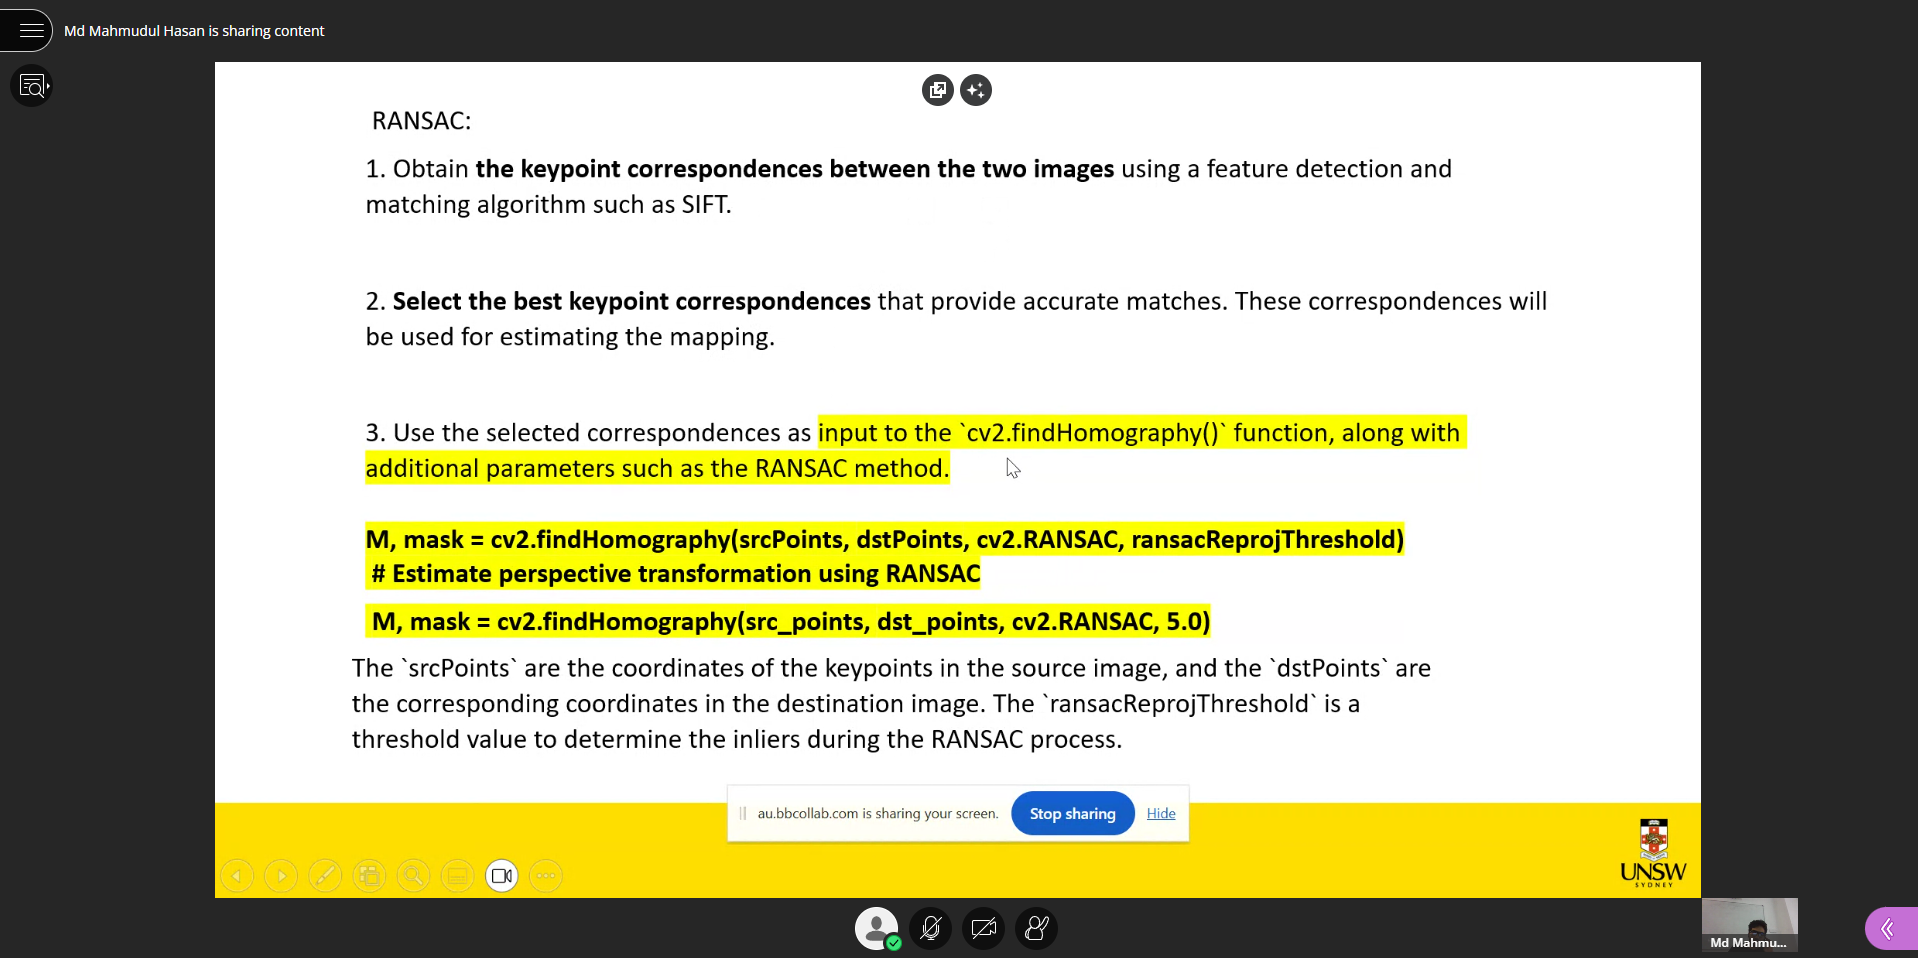 Md Mahmudul Hasan is sharing content
RANSAC:
1. Obtain the keypoint correspondences between the two images using a feature detection and
matching algorithm such as SIFT.
2. Select the best keypoint correspondences that provide accurate matches. These correspondences will
be used for estimating the mapping.
3. Use the selected correspondences as input to the `cv2.findHomography()` function, along with
additional parameters such as the RANSAC method.
M, mask = cv2.findHomography(srcPoints, dstPoints, cv2.RANSAC, ransacReprojThreshold)
# Estimate perspective transformation using RANSAC
M, mask = cv2.findHomography(src_points, dst_points, cv2.RANSAC, 5.0)
The `srcPoints` are the coordinates of the keypoints in the source image, and the `dstPoints` are
the corresponding coordinates in the destination image. The `ransacReprojThreshold` is a
threshold value to determine the inliers during the RANSAC process.
au.bbcollab.com is sharing your screen. Stop sharing Hide
UNSW
SYDNEY
Md Mahmu...